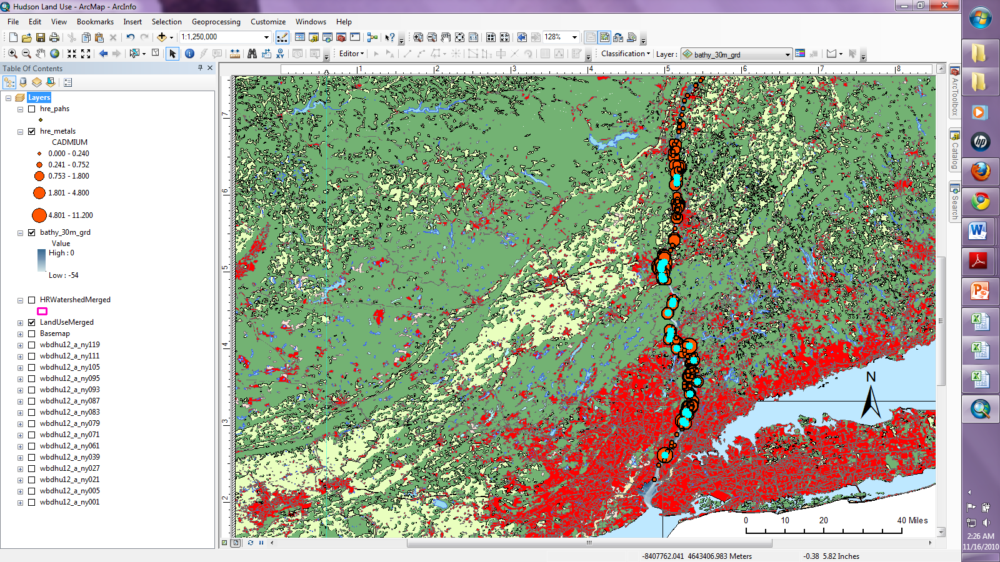 Hudson Land Use - ArcMap - ArcInfo
File Edit View Bookmarks Insert Selection Geoprocessing Customize Windows Help
1:1,250,000
128%
Editor
Classification
Layer:
bathy_30m_grd
Table Of Contents
Layers
hre_pahs
hre_metals
CADMIUM
0.000 - 0.240
0.241 - 0.752
0.753 - 1.800
1.801 - 4.800
4.801 - 11.200
bathy_30m_grd
Value
High : 0
Low : -54
HRWatershedMerged
LandUseMerged
Basemap
wbdhu12_a_ny119
wbdhu12_a_ny111
wbdhu12_a_ny105
wbdhu12_a_ny095
wbdhu12_a_ny093
wbdhu12_a_ny087
wbdhu12_a_ny083
wbdhu12_a_ny079
wbdhu12_a_ny071
wbdhu12_a_ny061
wbdhu12_a_ny039
wbdhu12_a_ny027
wbdhu12_a_ny021
wbdhu12_a_ny005
wbdhu12_a_ny001
1 2 3 4 5 6 7 8
7
6
5
4
3
2
N
0 10 20 40 Miles
ArcToolbox
Catalog
Search
hp
-8407762.041 4643406.983 Meters
-0.38 5.82 Inches
2:26 AM
11/16/2010